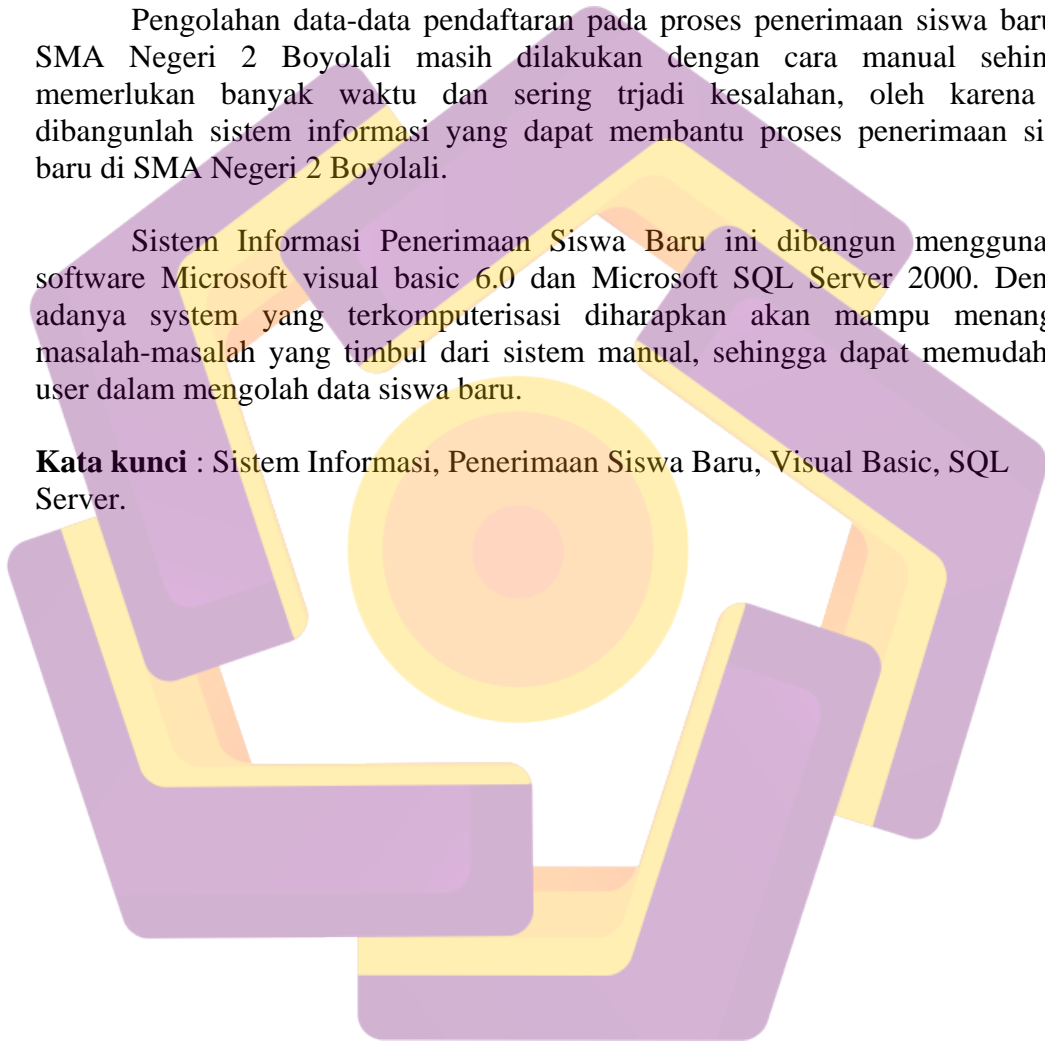 Pengolahan data-data pendaftaran pada proses penerimaan siswa baru
SMA Negeri 2 Boyolali masih dilakukan dengan cara manual sehin
memerlukan banyak waktu dan sering trjadi kesalahan, oleh karena
dibangunlah sistem informasi yang dapat membantu proses penerimaan si
baru di SMA Negeri 2 Boyolali.
Sistem Informasi Penerimaan Siswa Baru ini dibangun mengguna
software Microsoft visual basic 6.0 dan Microsoft SQL Server 2000. Den
adanya system yang terkomputerisasi diharapkan akan mampu menang
masalah-masalah yang timbul dari sistem manual, sehingga dapat memudah
user dalam mengolah data siswa baru.
Kata kunci : Sistem Informasi, Penerimaan Siswa Baru, Visual Basic, SQL
Server.